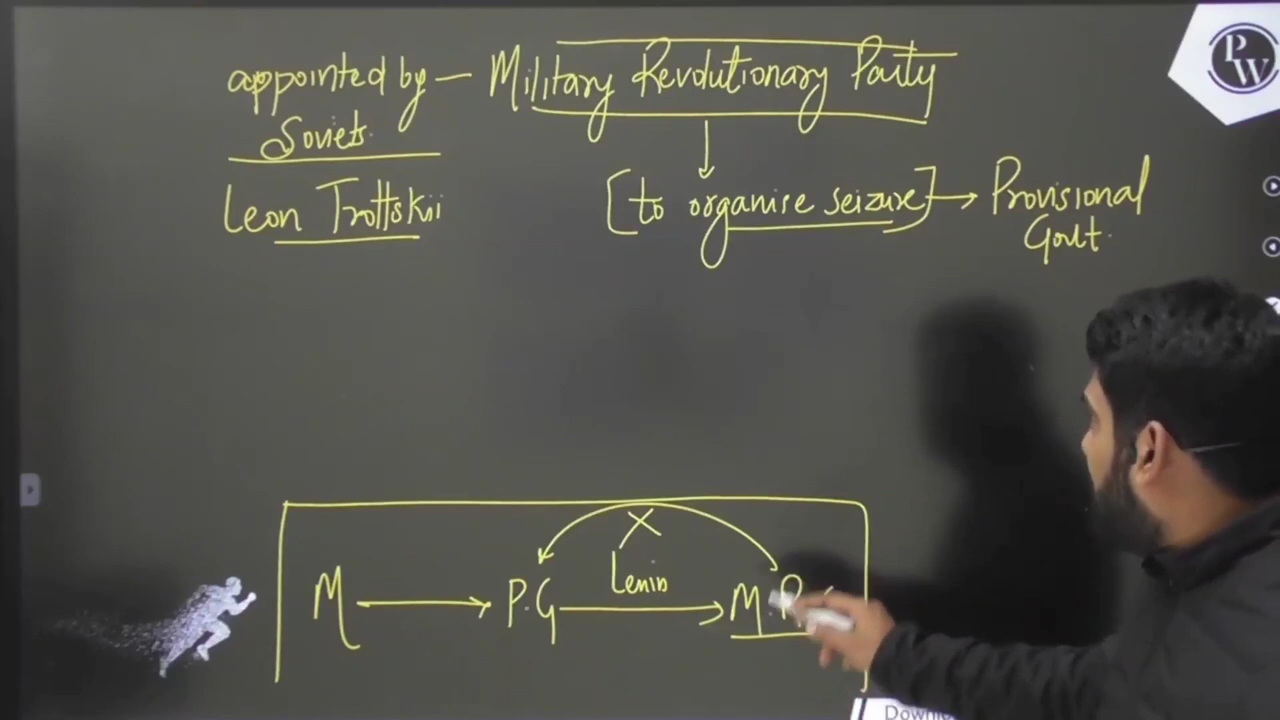 appointed by — Military Revolutionary Party
Soviets
Leon Trottskii
[to organise seizure] → Provisional
Govt.
Lenin
M → P.G → M.R
PW